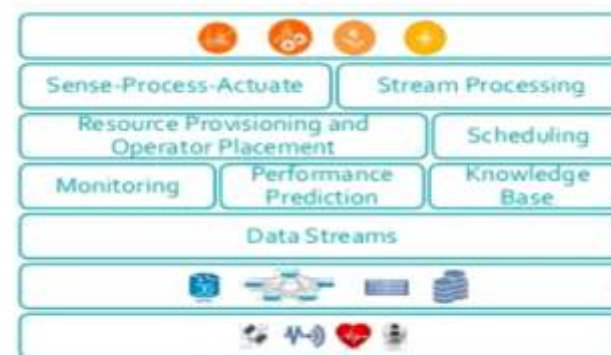 Sense-Process-Actuate
Stream Processing
Resource Provisioning and
Operator Placement
Scheduling
Monitoring
Performance
Prediction
Knowledge
Base
Data Streams